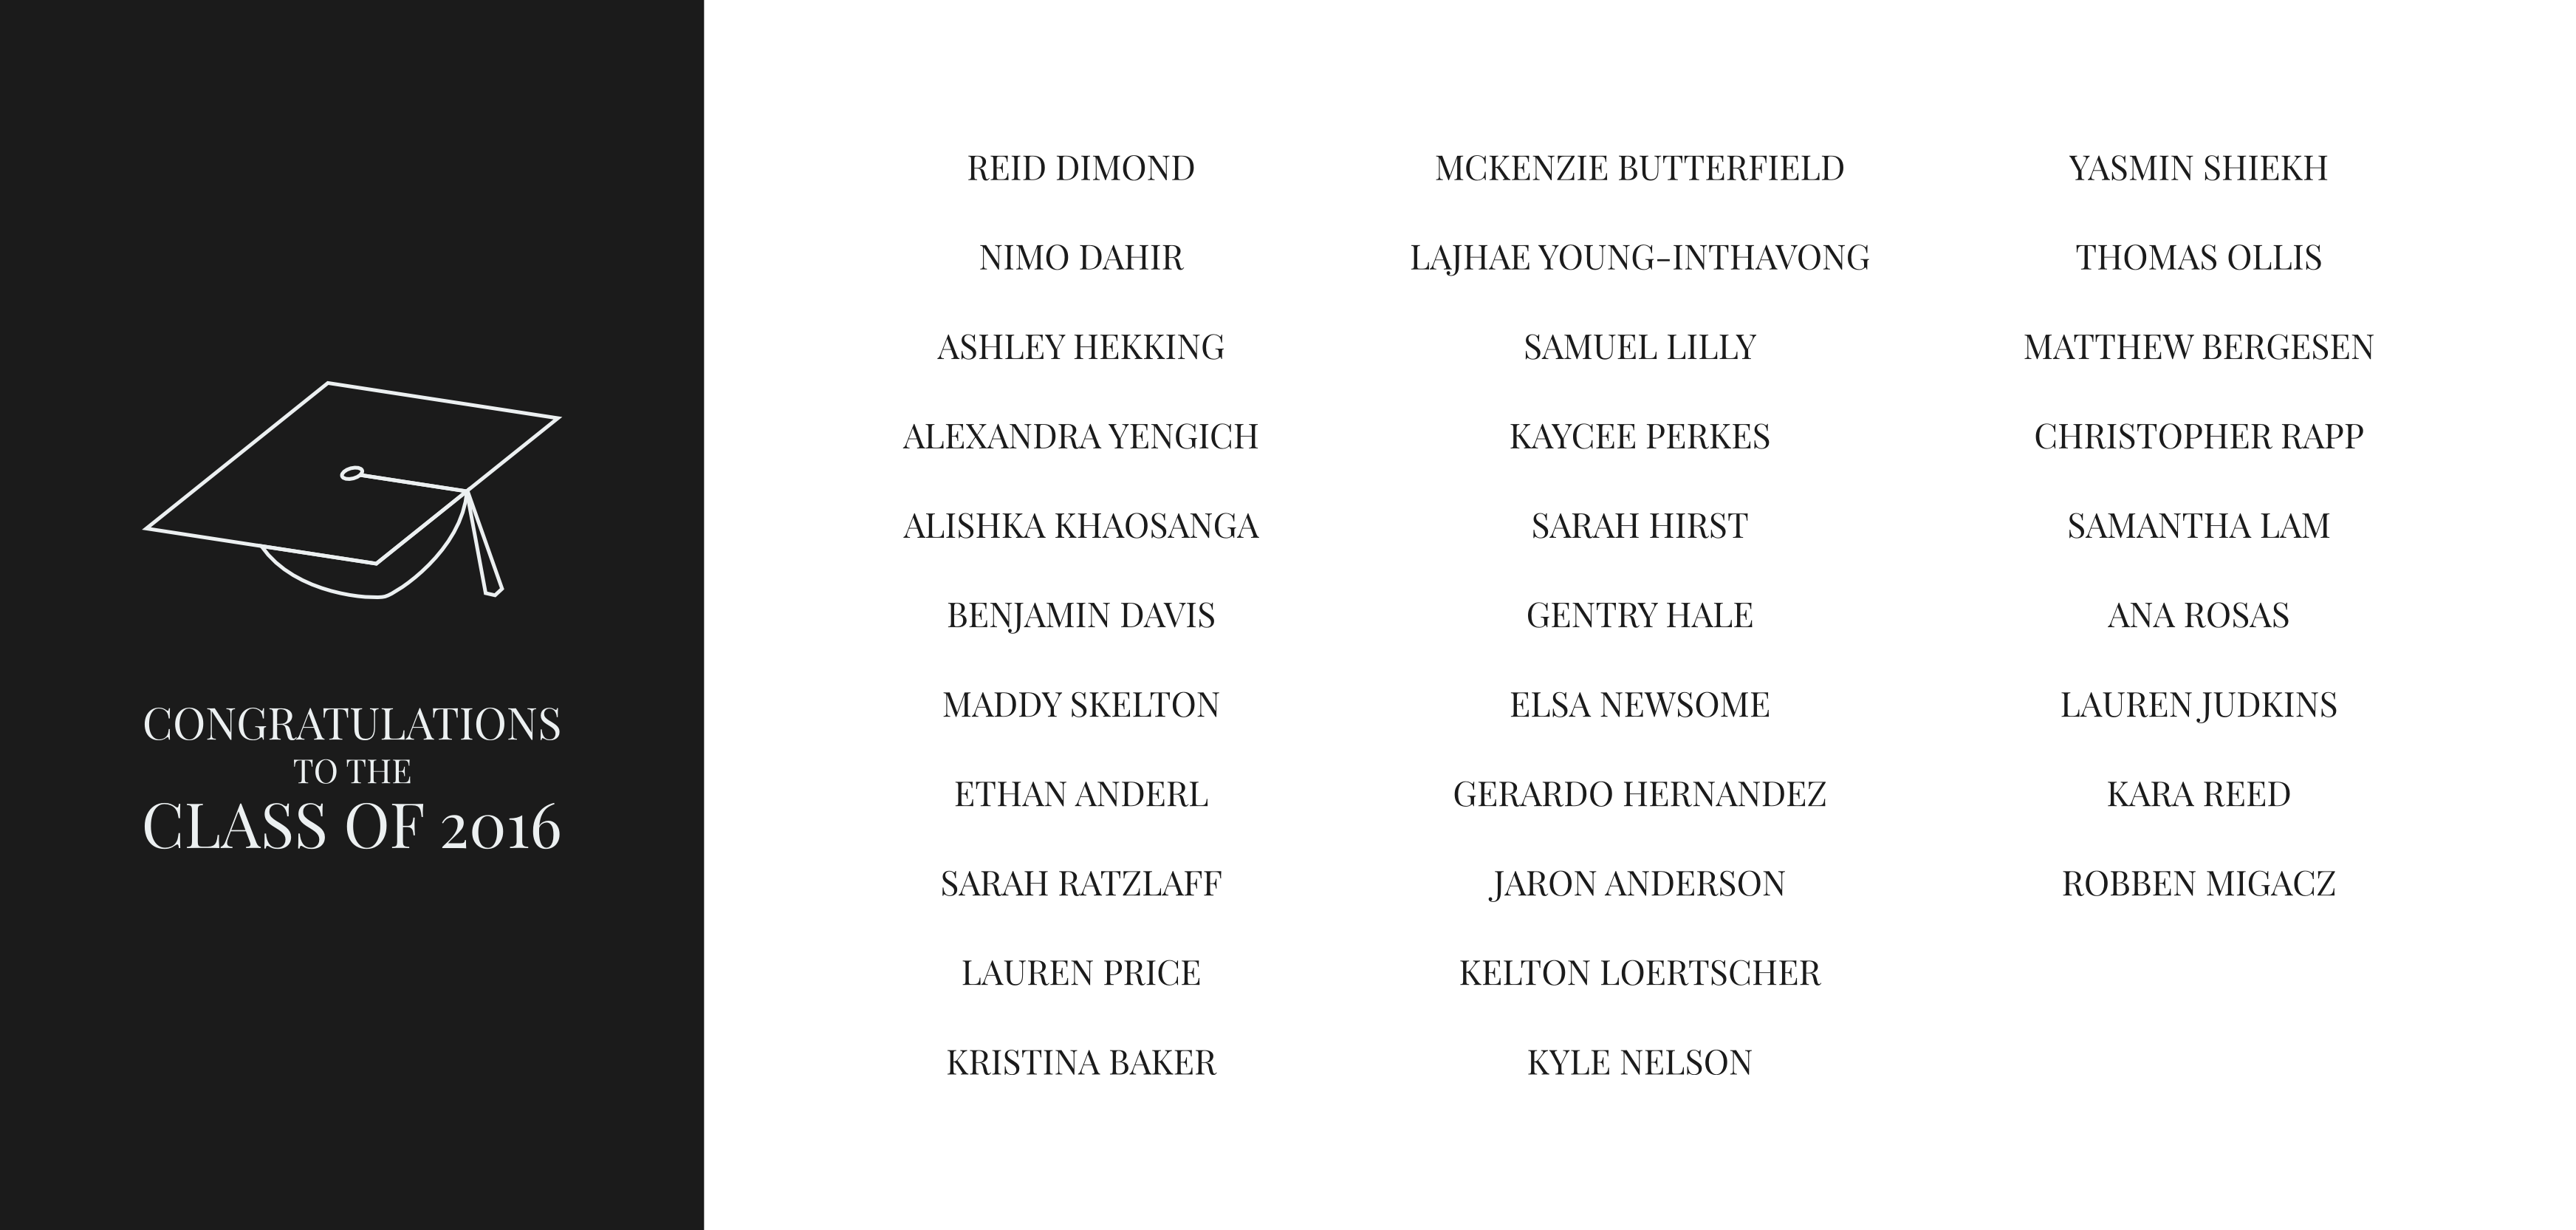 CONGRATULATIONS
TO THE
CLASS OF 2016
REID DIMOND
NIMO DAHIR
ASHLEY HEKKING
ALEXANDRA YENGICH
ALISHKA KHAOSANGA
BENJAMIN DAVIS
MADDY SKELTON
ETHAN ANDERL
SARAH RATZLAFF
LAUREN PRICE
KRISTINA BAKER
MCKENZIE BUTTERFIELD
LAJHAE YOUNG-INTHAVONG
SAMUEL LILLY
KAYCEE PERKES
SARAH HIRST
GENTRY HALE
ELSA NEWSOME
GERARDO HERNANDEZ
JARON ANDERSON
KELTON LOERTSCHER
KYLE NELSON
YASMIN SHIEKH
THOMAS OLLIS
MATTHEW BERGESEN
CHRISTOPHER RAPP
SAMANTHA LAM
ANA ROSAS
LAUREN JUDKINS
KARA REED
ROBBEN MIGACZ